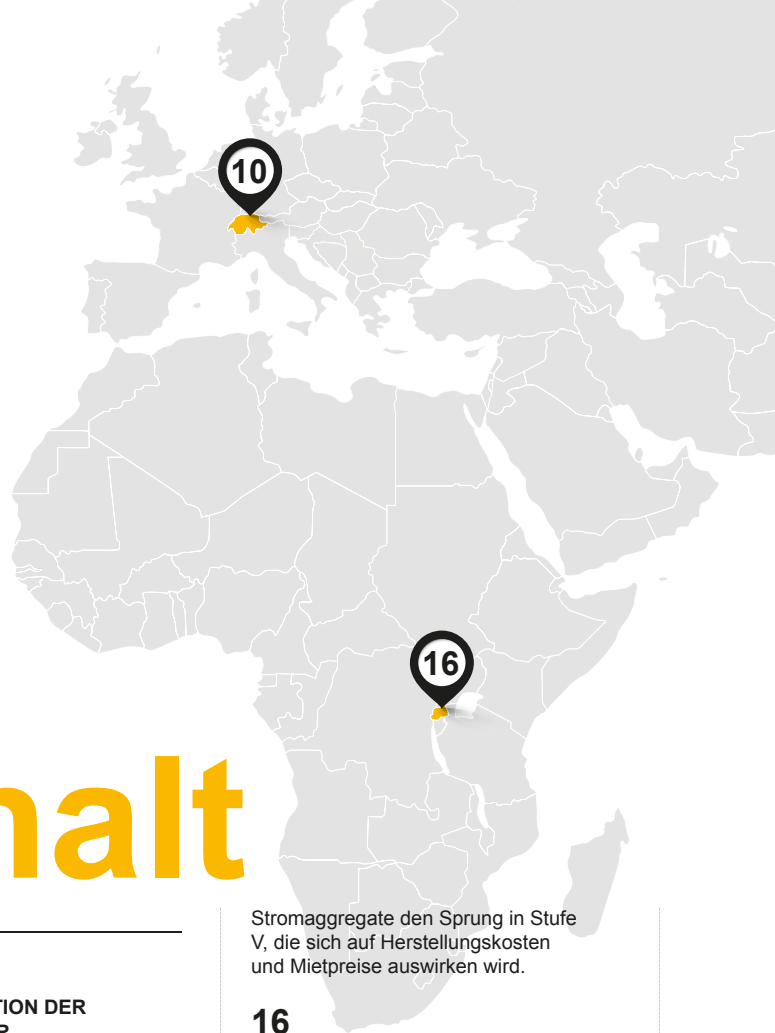 10
16
halt
TION DER
Stromaggregate den Sprung in Stufe
V, die sich auf Herstellungskosten
und Mietpreise auswirken wird.
16